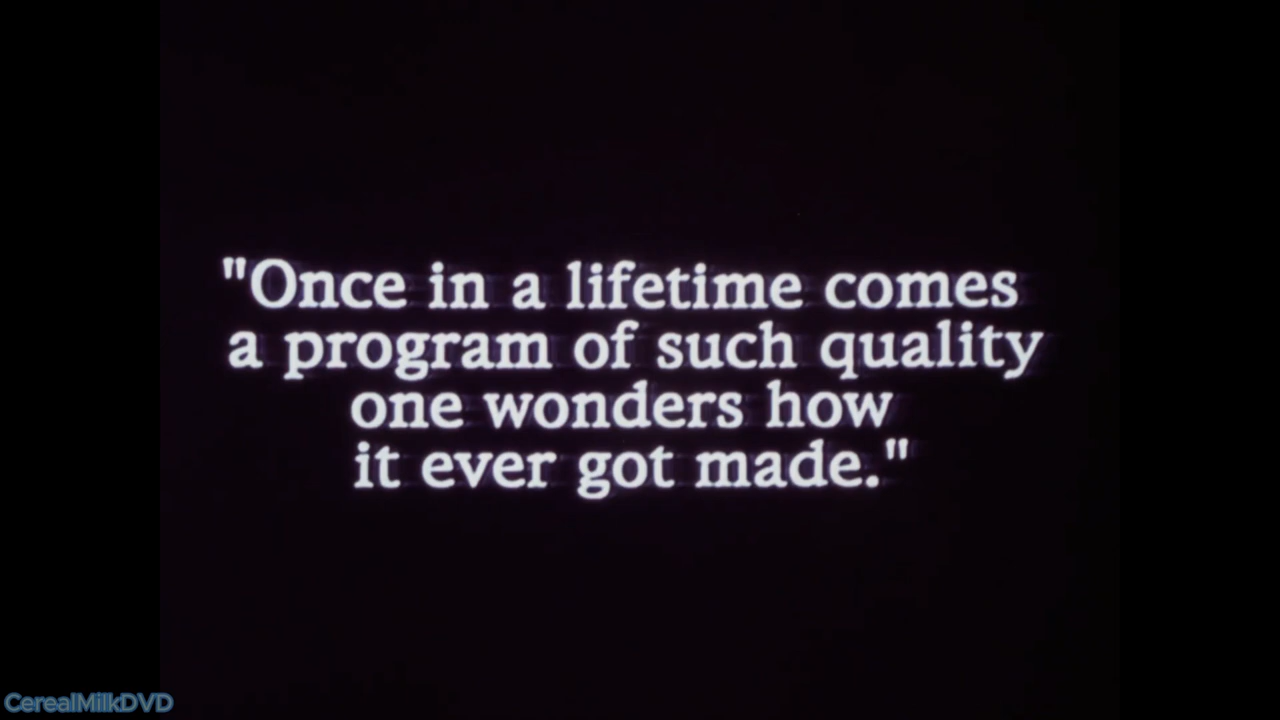 "Once in a lifetime comes
a program of such quality
one wonders how
it ever got made."
CerealMilkDVD